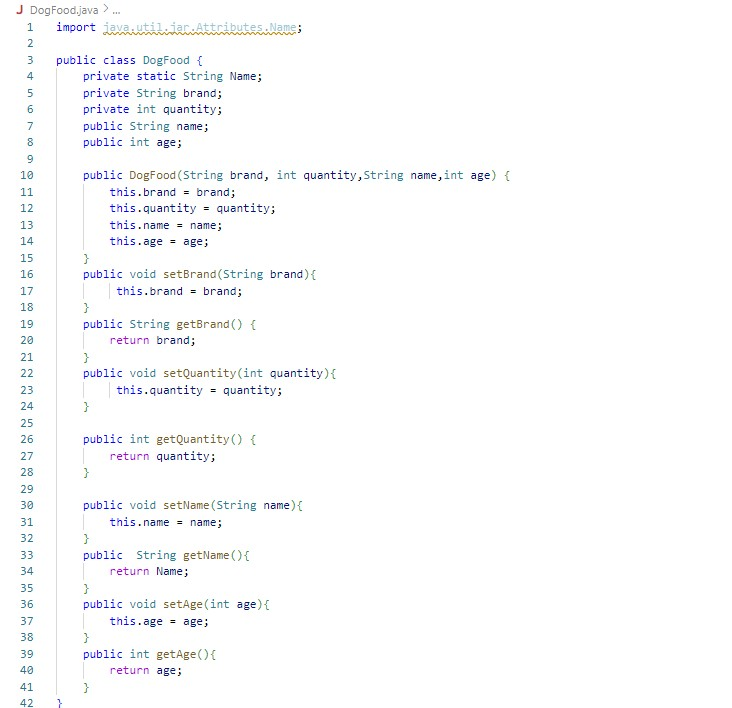 J DogFood.java > ...
1 import java.util.jar.Attributes.Name;
2
3 public class DogFood {
4     private static String Name;
5     private String brand;
6     private int quantity;
7     public String name;
8     public int age;
9
10     public DogFood(String brand, int quantity,String name,int age) {
11         this.brand = brand;
12         this.quantity = quantity;
13         this.name = name;
14         this.age = age;
15     }
16     public void setBrand(String brand){
17          this.brand = brand;
18     }
19     public String getBrand() {
20         return brand;
21     }
22     public void setQuantity(int quantity){
23          this.quantity = quantity;
24     }
25
26     public int getQuantity() {
27         return quantity;
28     }
29
30     public void setName(String name){
31         this.name = name;
32     }
33     public  String getName(){
34         return Name;
35     }
36     public void setAge(int age){
37         this.age = age;
38     }
39     public int getAge(){
40         return age;
41     }
42 }